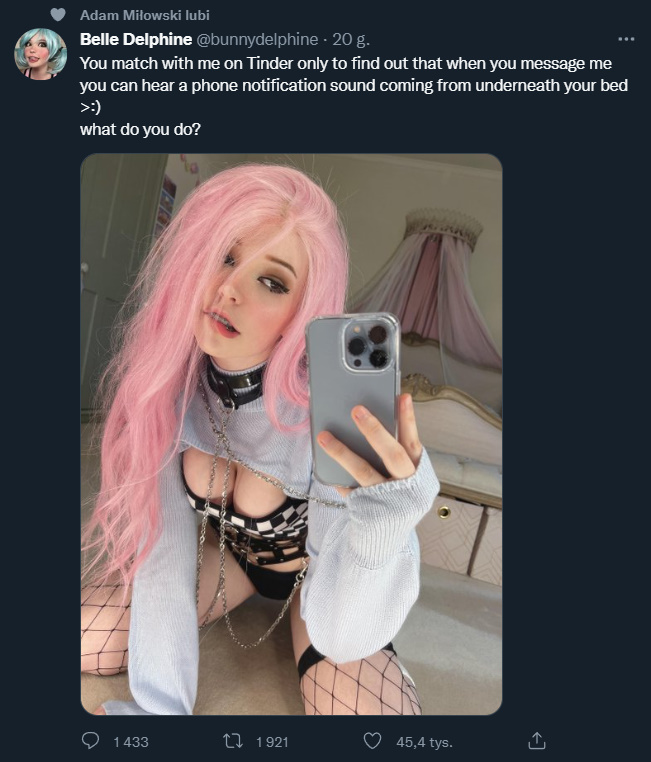 Adam Miłowski lubi
Belle Delphine @bunnydelphine · 20 g.
You match with me on Tinder only to find out that when you message me
you can hear a phone notification sound coming from underneath your bed
>:)
what do you do?
1 433 1 921 45,4 tys.